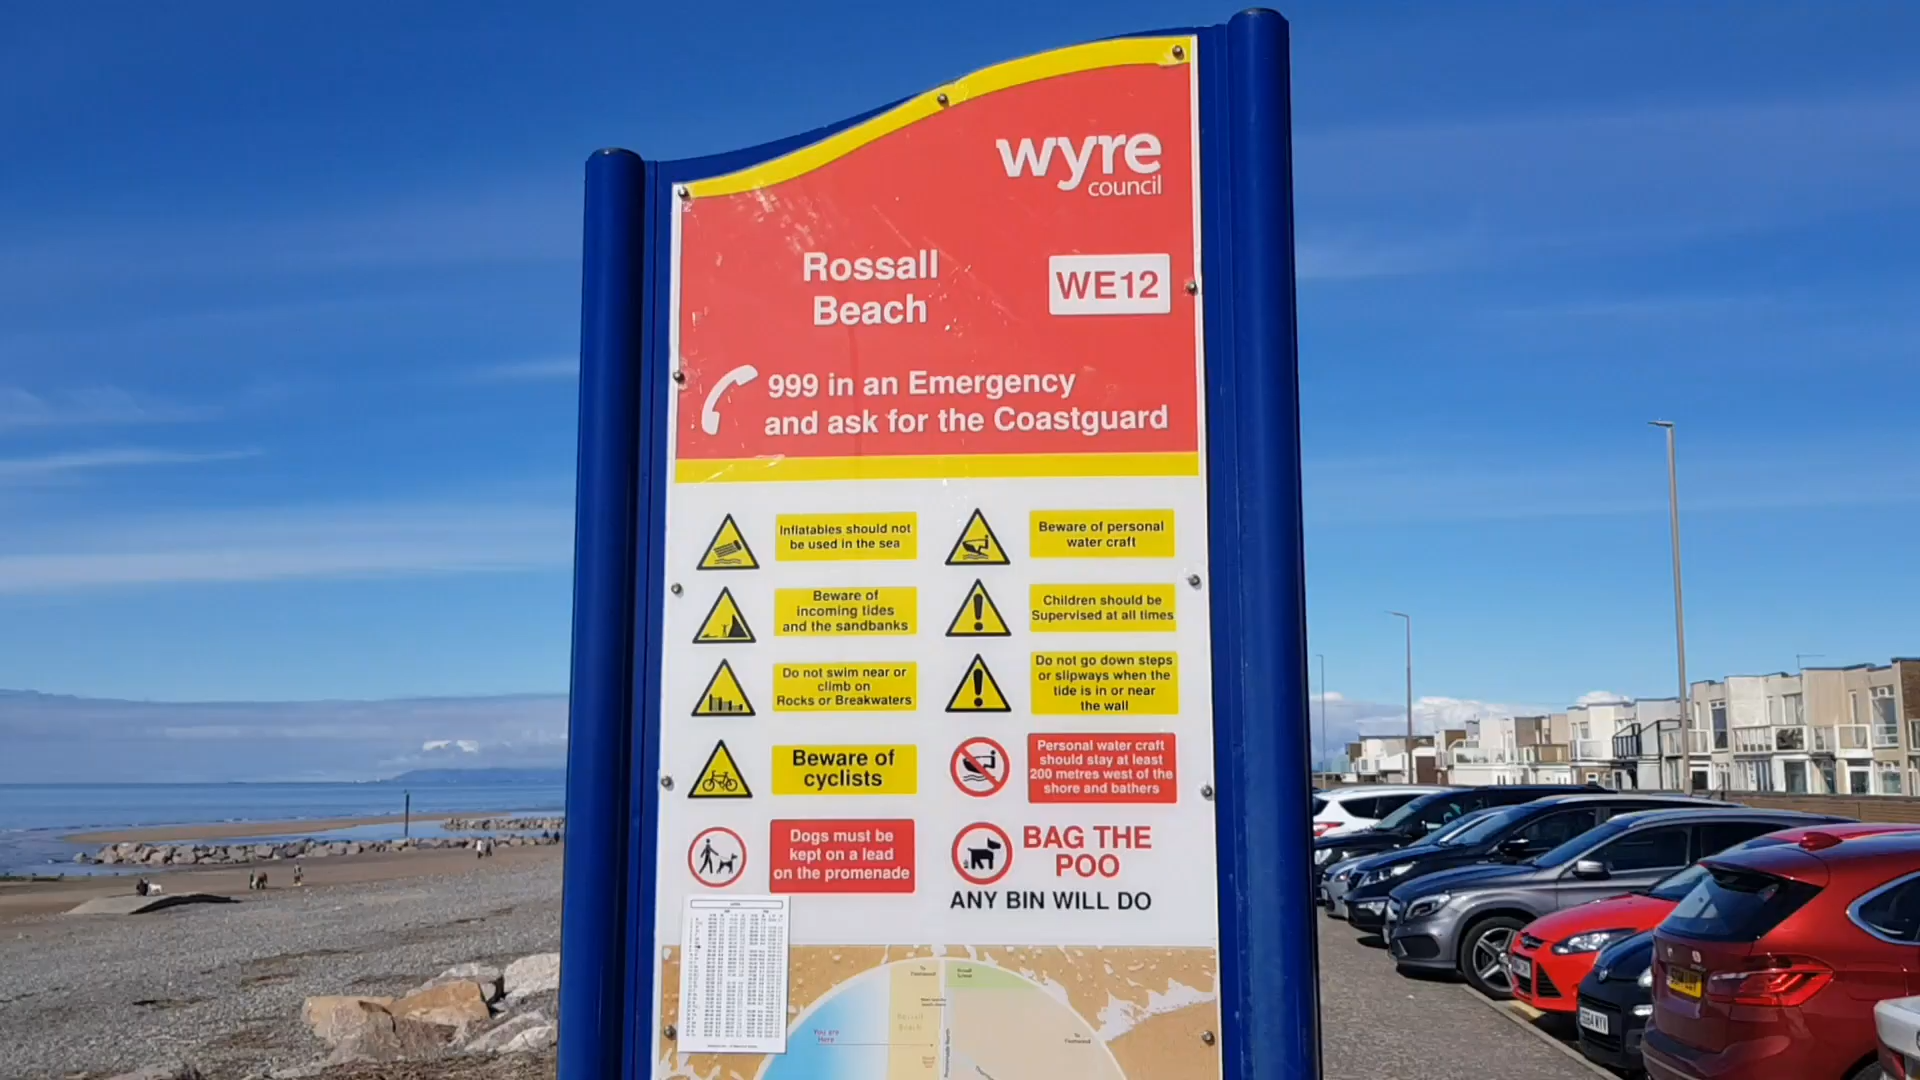 wyre
council
Rossall
Beach
WE12
999 in an Emergency
and ask for the Coastguard
Inflatables should not
be used in the sea
Beware of personal
water craft
Beware of
incoming tides
and the sandbanks
Children should be
Supervised at all times
Do not swim near or
climb on
Rocks or Breakwaters
Do not go down steps
or slipways when the
tide is in or near
the wall
Beware of
cyclists
Personal water craft
should stay at least
200 metres west of the
shore and bathers
Dogs must be
kept on a lead
on the promenade
BAG THE
POO
ANY BIN WILL DO
You are
Here